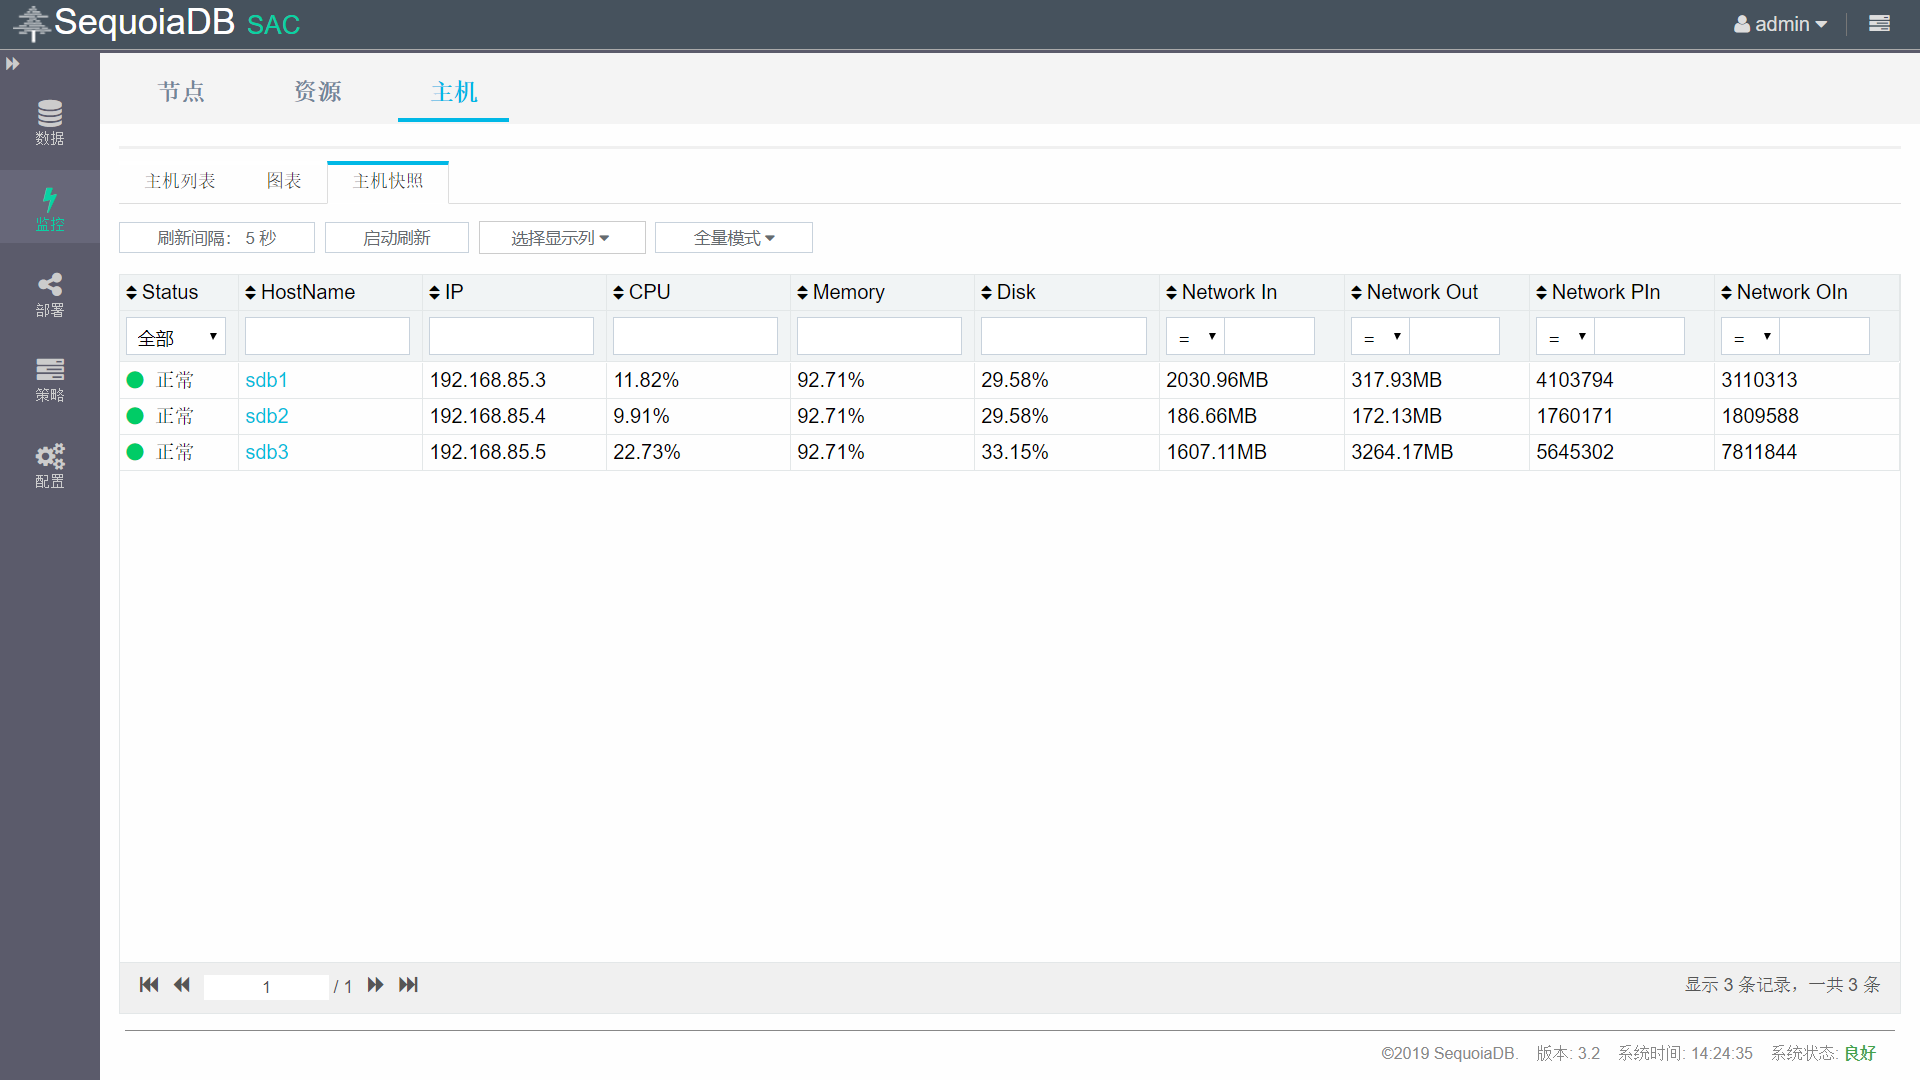 SequoiaDB SAC
admin
数据
监控
部署
策略
配置
节点 资源 主机
主机列表 图表 主机快照
刷新间隔： 5 秒 启动刷新 选择显示列 全量模式
Status HostName IP CPU Memory Disk Network In Network Out Network PIn Network OIn
全部 = = = =
正常 sdb1 192.168.85.3 11.82% 92.71% 29.58% 2030.96MB 317.93MB 4103794 3110313
正常 sdb2 192.168.85.4 9.91% 92.71% 29.58% 186.66MB 172.13MB 1760171 1809588
正常 sdb3 192.168.85.5 22.73% 92.71% 33.15% 1607.11MB 3264.17MB 5645302 7811844
1 / 1 显示 3 条记录，一共 3 条
©2019 SequoiaDB. 版本: 3.2 系统时间: 14:24:35 系统状态: 良好